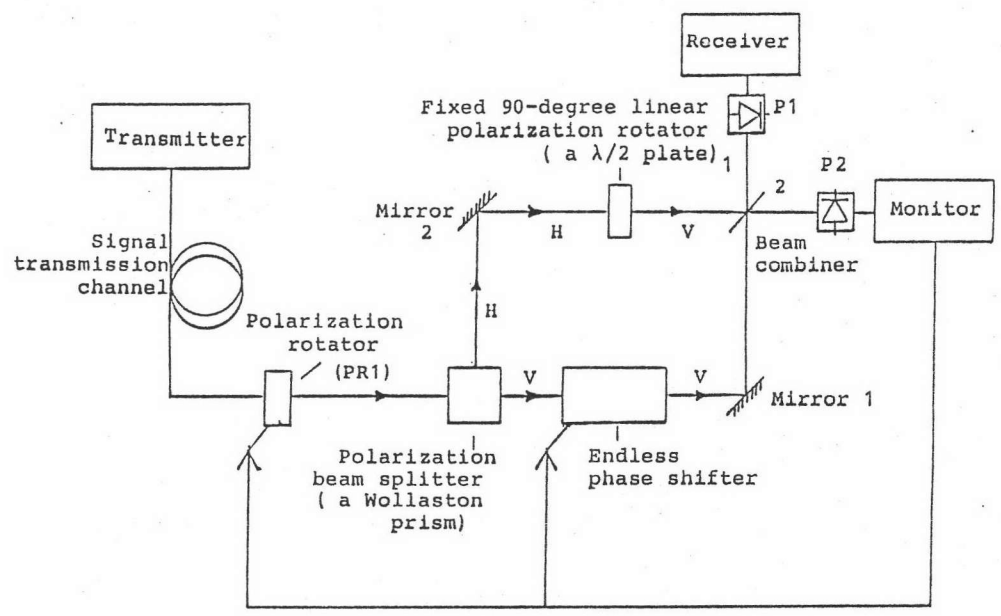 Receiver
P1
Fixed 90-degree linear
polarization rotator
( a λ/2 plate)
1
Transmitter
2
P2
Monitor
Mirror
2
H
V
Beam
combiner
Signal
transmission
channel
H
Polarization
rotator
(PR1)
V
V
Mirror 1
Polarization
beam splitter
( a Wollaston
prism)
Endless
phase shifter